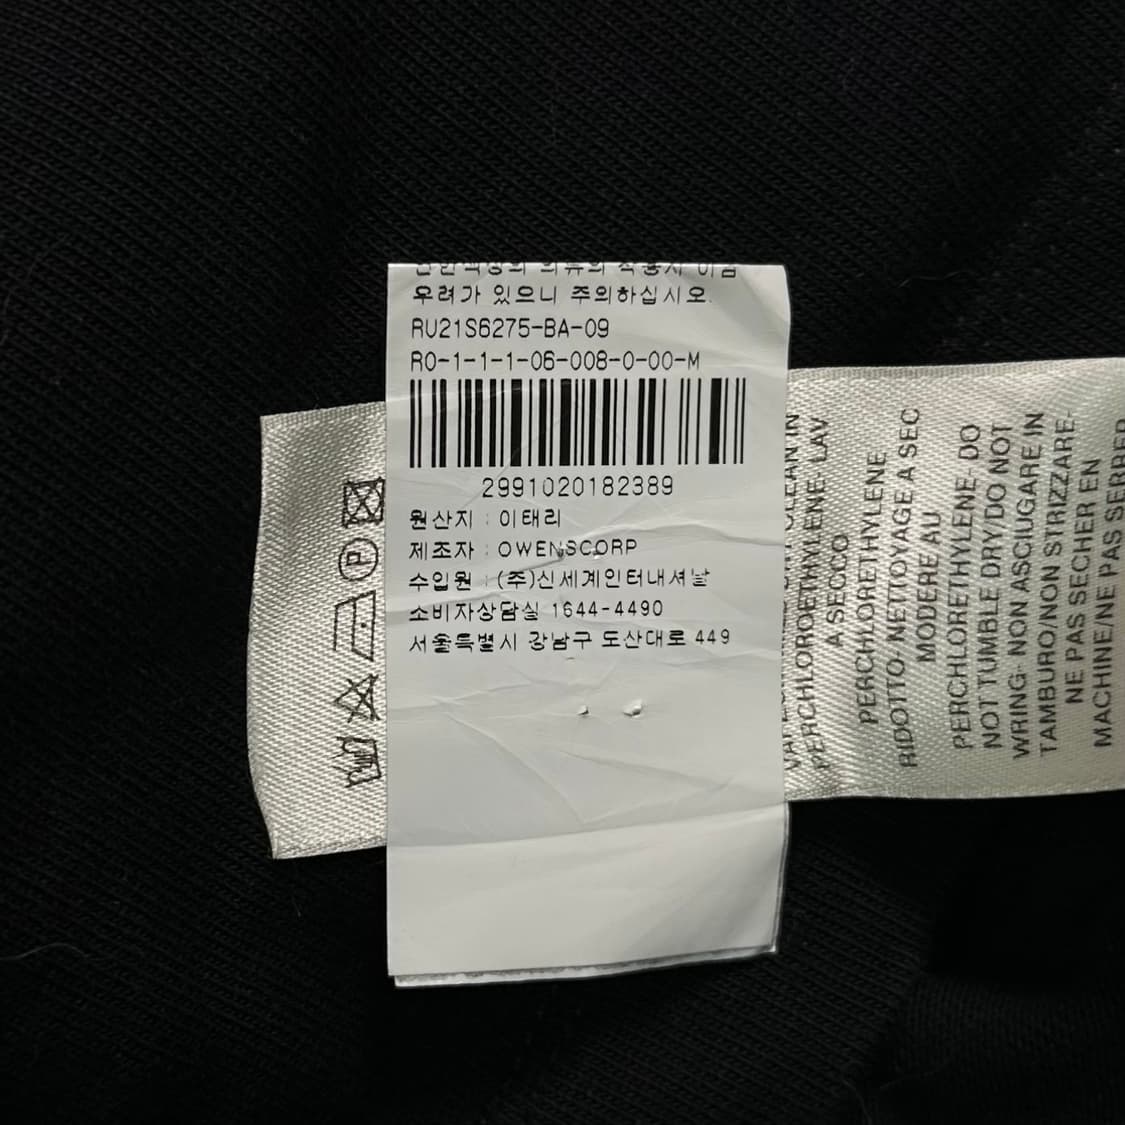 우려가 있으니 주의하십시오.
RU21S6275-BA-09
R0-1-1-1-06-008-0-00-M
2991020182389
원산지 : 이태리
제조자 : OWENSCORP
수입원 : (주)신세계인터내셔날
소비자상담실 1644-4490
서울특별시 강남구 도산대로 449
P
CLEAN IN
PERCHLOROETHYLENE- LAV
A SECCO
PERCHLORETHYLENE
RIDOTTO- NETTOYAGE A SEC
MODERE AU
PERCHLORETHYLENE- DO
NOT TUMBLE DRY/DO NOT
WRING- NON ASCIUGARE IN
TAMBURO/NON STRIZZARE-
NE PAS SECHER EN
MACHINE/NE PAS SERRER